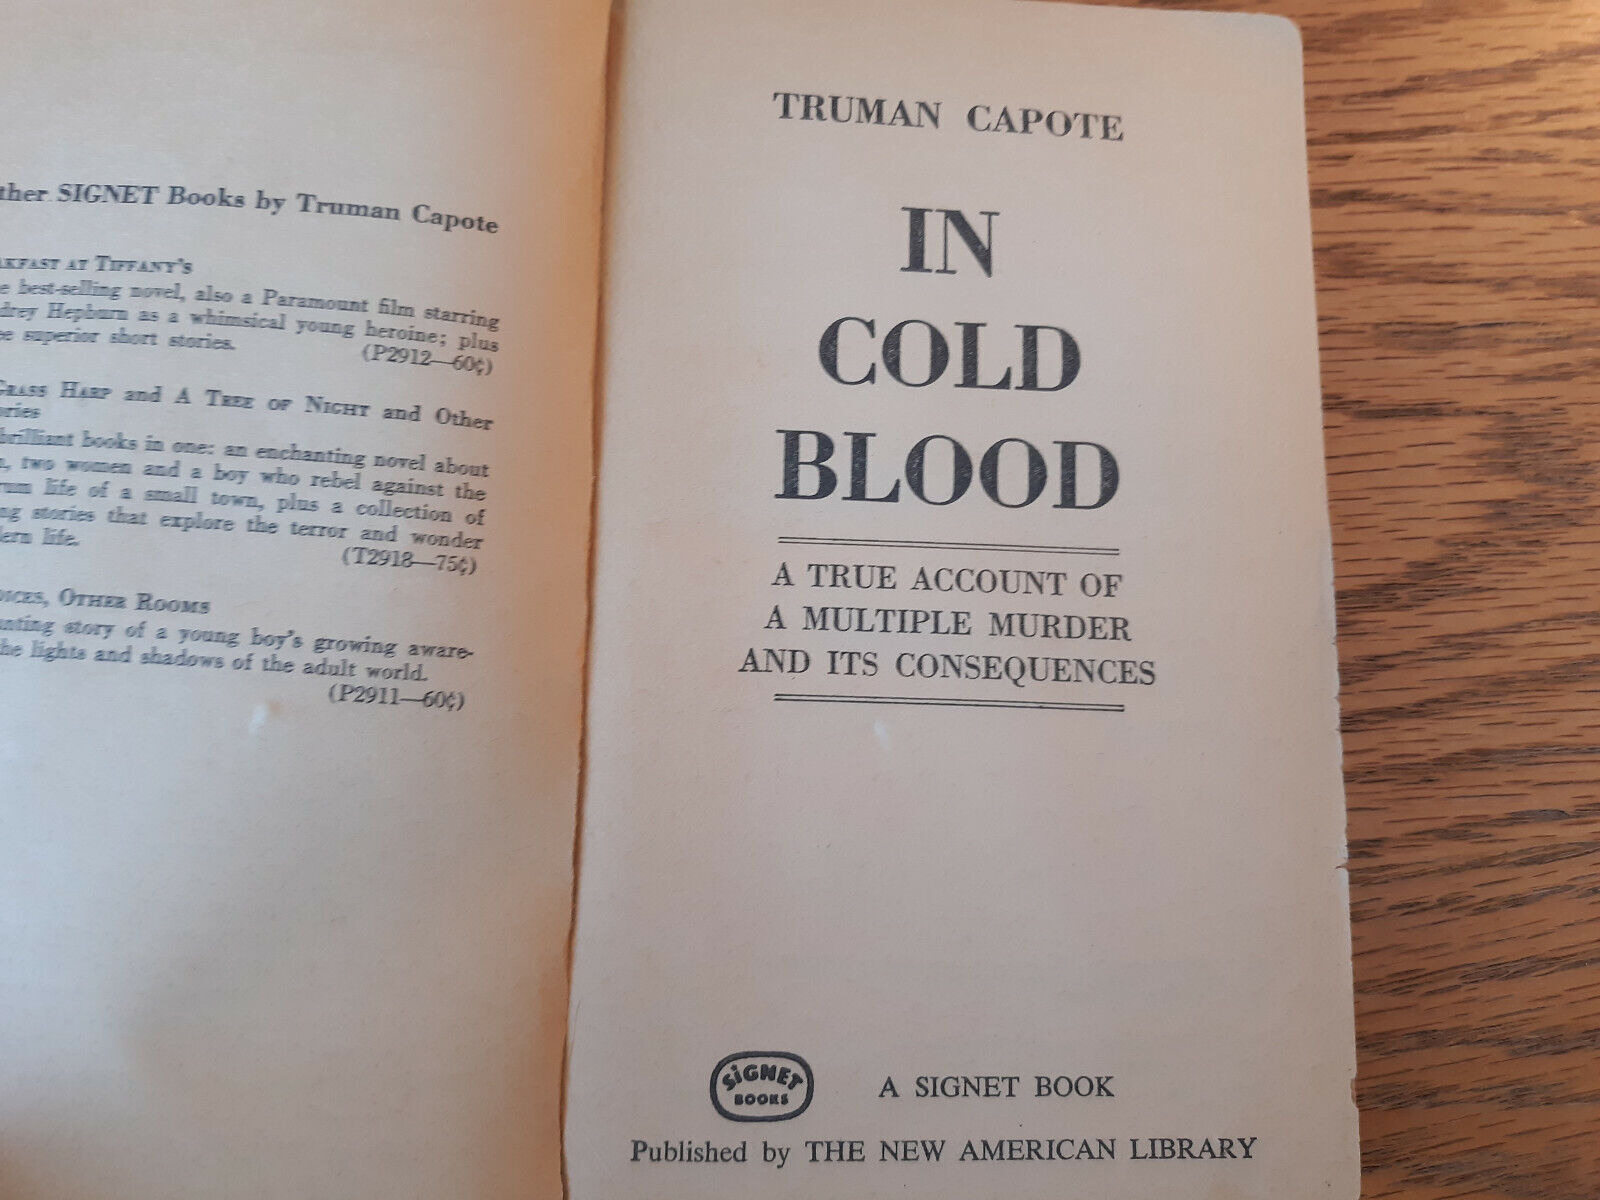 ther SIGNET Books by Truman Capote
KFAST AT TIFFANY'S
e best-selling novel, also a Paramount film starring
drey Hepburn as a whimsical young heroine; plus
ee superior short stories. (P2912—60¢)
GRASS HARP and A TREE OF NIGHT and Other
ories
brilliant books in one: an enchanting novel about
n, two women and a boy who rebel against the
rum life of a small town, plus a collection of
ng stories that explore the terror and wonder
dern life. (T2918—75¢)
OICES, OTHER ROOMS
unting story of a young boy's growing aware-
he lights and shadows of the adult world.
(P2911—60¢)
TRUMAN CAPOTE
IN
COLD
BLOOD
A TRUE ACCOUNT OF
A MULTIPLE MURDER
AND ITS CONSEQUENCES
SiGNET
BOOKS
A SIGNET BOOK
Published by THE NEW AMERICAN LIBRARY